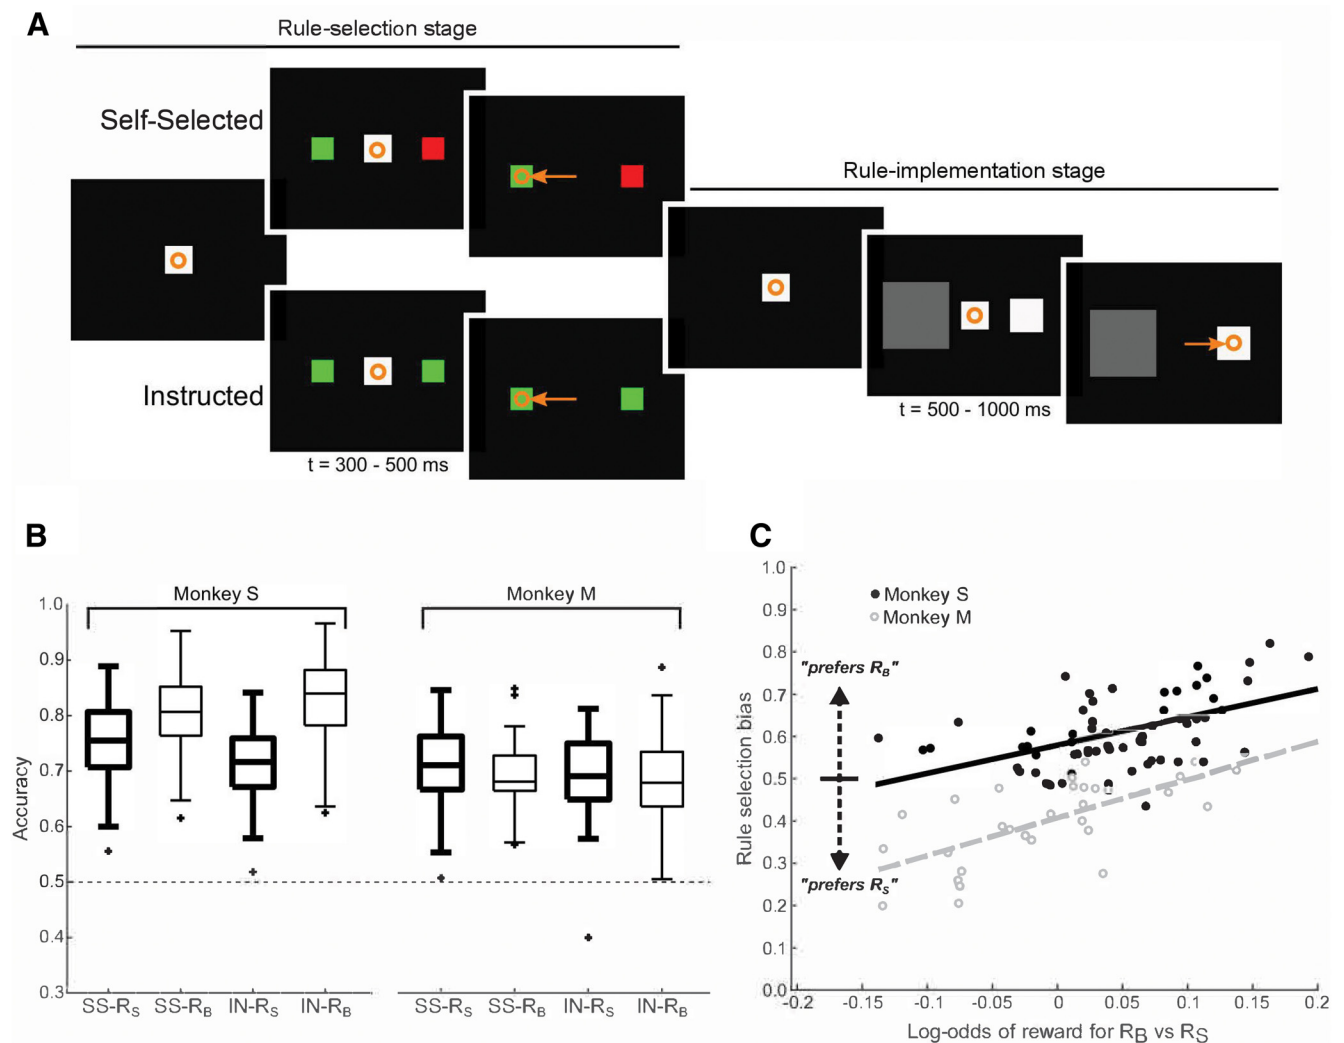 A
Rule-selection stage
Self-Selected
Rule-implementation stage
Instructed
t = 300 - 500 ms
t = 500 - 1000 ms
B
Monkey S
Monkey M
1.0
0.9
0.8
0.7
0.6
0.5
0.4
0.3
Accuracy
SS-RS SS-RB IN-RS IN-RB SS-RS SS-RB IN-RS IN-RB
C
1.0
0.9
0.8
0.7
0.6
0.5
0.4
0.3
0.2
0.1
0.0
Rule selection bias
Monkey S
Monkey M
"prefers RB"
"prefers RS"
-0.2 -0.1 -0.05 0 0.05 0.1 0.15 0.2
Log-odds of reward for RB vs RS